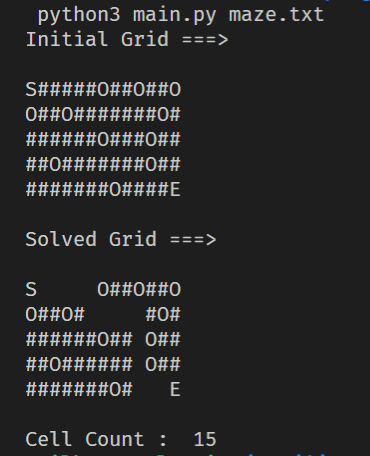 python3 main.py maze.txt
Initial Grid ===>
S#####O##O##O
O##O#######O#
######O###O##
##O#######O##
#######O####E
Solved Grid ===>
S     O##O##O
O##O#     #O#
######O## O##
##O###### O##
#######O#   E
Cell Count :  15